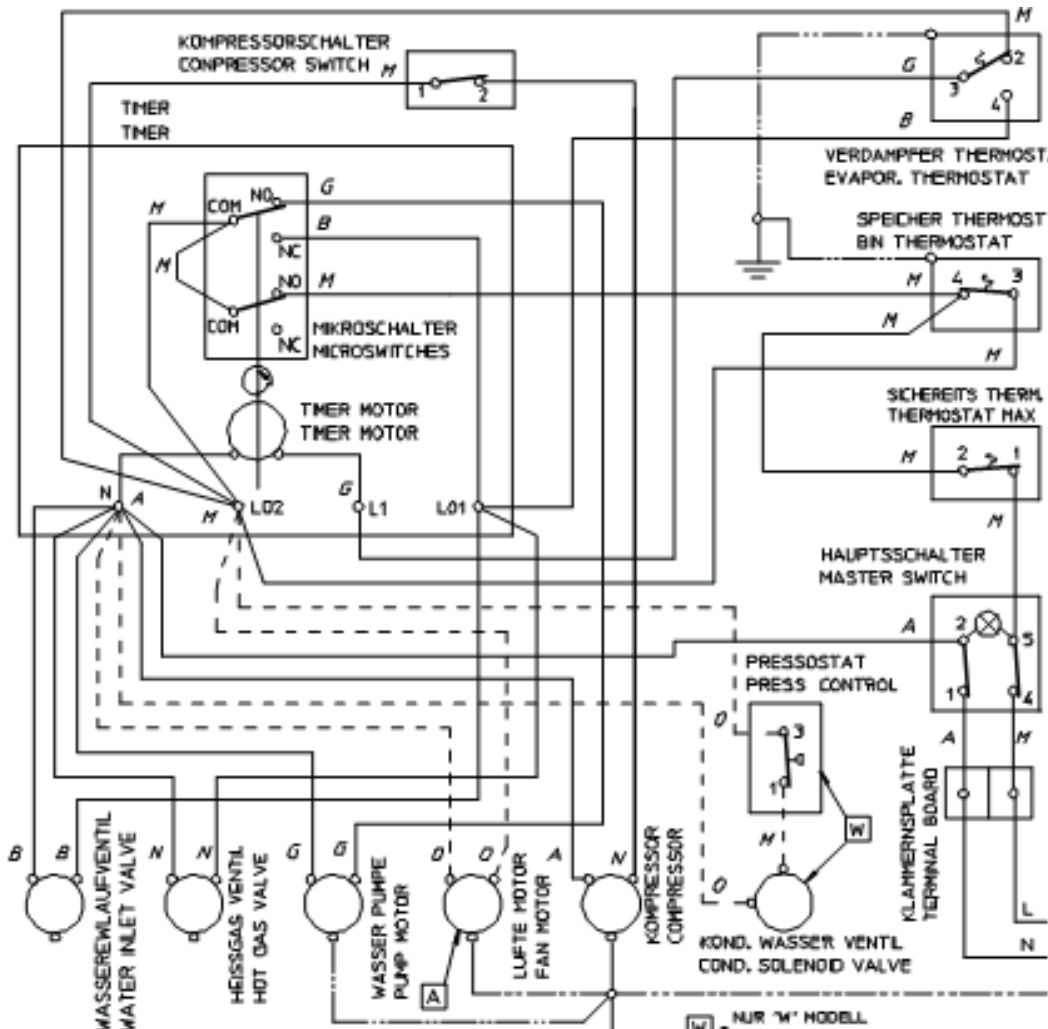 M
KOMPRESSORSCHALTER
CONPRESSOR SWITCH
M
1 2
G
3
2
4
B
TIMER
TIMER
VERDAMPFER THERMOST.
EVAPOR. THERMOSTAT
M
COM
NO
G
B
NC
M
NO
M
COM
NC
MIKROSCHALTER
MICROSWITCHES
SPEICHER THERMOST
BIN THERMOSTAT
M
4 3
M
M
TIMER MOTOR
TIMER MOTOR
SICHEREITS THERM.
THERMOSTAT MAX
M
2 1
M
N A
M
LO2
G
L1
LO1
HAUPTSSCHALTER
MASTER SWITCH
A
2 5
1 4
A M
PRESSOSTAT
PRESS CONTROL
O
3
1
M
W
O
KLAMMERNSPLATTE
TERMINAL BOARD
L
N
B B
WASSEREWLAUFVENTIL
WATER INLET VALVE
N N
HEISSGAS VENTIL
HOT GAS VALVE
G G
WASSER PUMPE
PUMP MOTOR
O O
A
LUFTE MOTOR
FAN MOTOR
A N
KOMPRESSOR
COMPRESSOR
KOND. WASSER VENTIL
COND. SOLENOID VALVE
W - NUR "W" MODELL